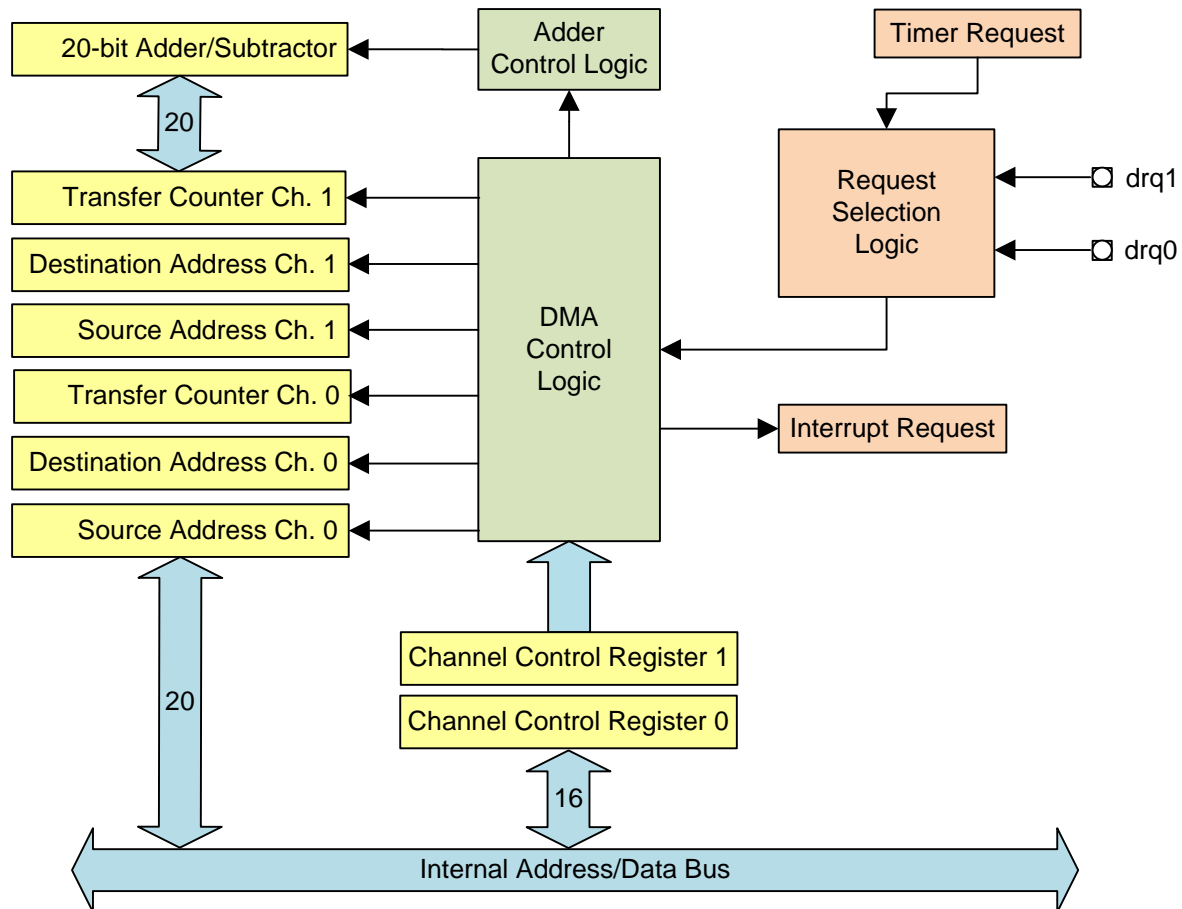 20-bit Adder/Subtractor
Adder
Control Logic
Timer Request
20
Transfer Counter Ch. 1
Destination Address Ch. 1
Source Address Ch. 1
Transfer Counter Ch. 0
Destination Address Ch. 0
Source Address Ch. 0
DMA
Control
Logic
Request
Selection
Logic
drq1
drq0
Interrupt Request
Channel Control Register 1
Channel Control Register 0
20
16
Internal Address/Data Bus